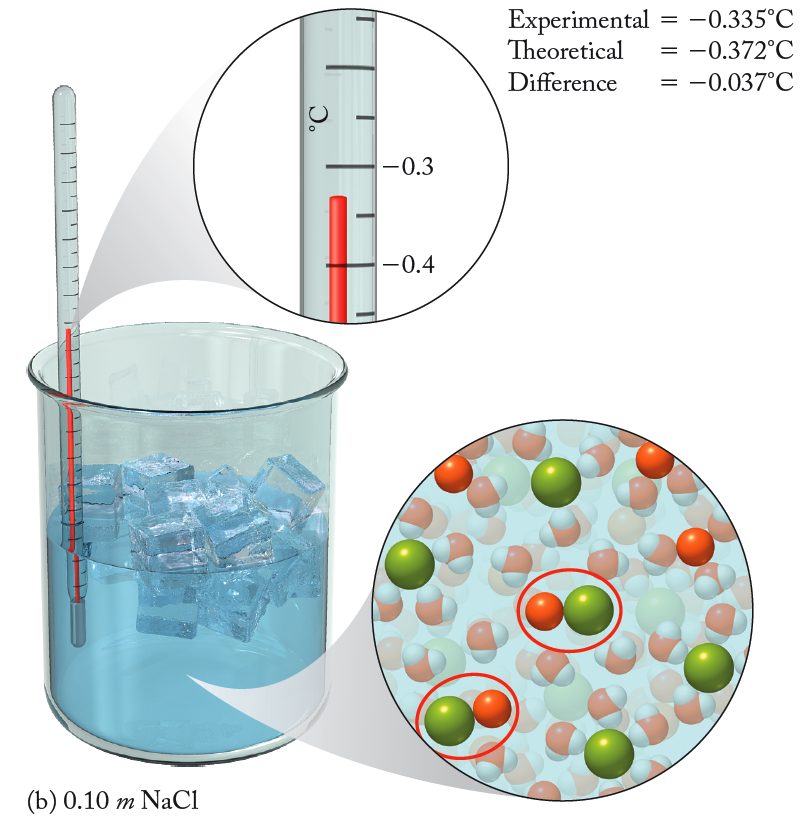 Experimental = −0.335°C
Theoretical = −0.372°C
Difference = −0.037°C
°C
−0.3
−0.4
(b) 0.10 m NaCl